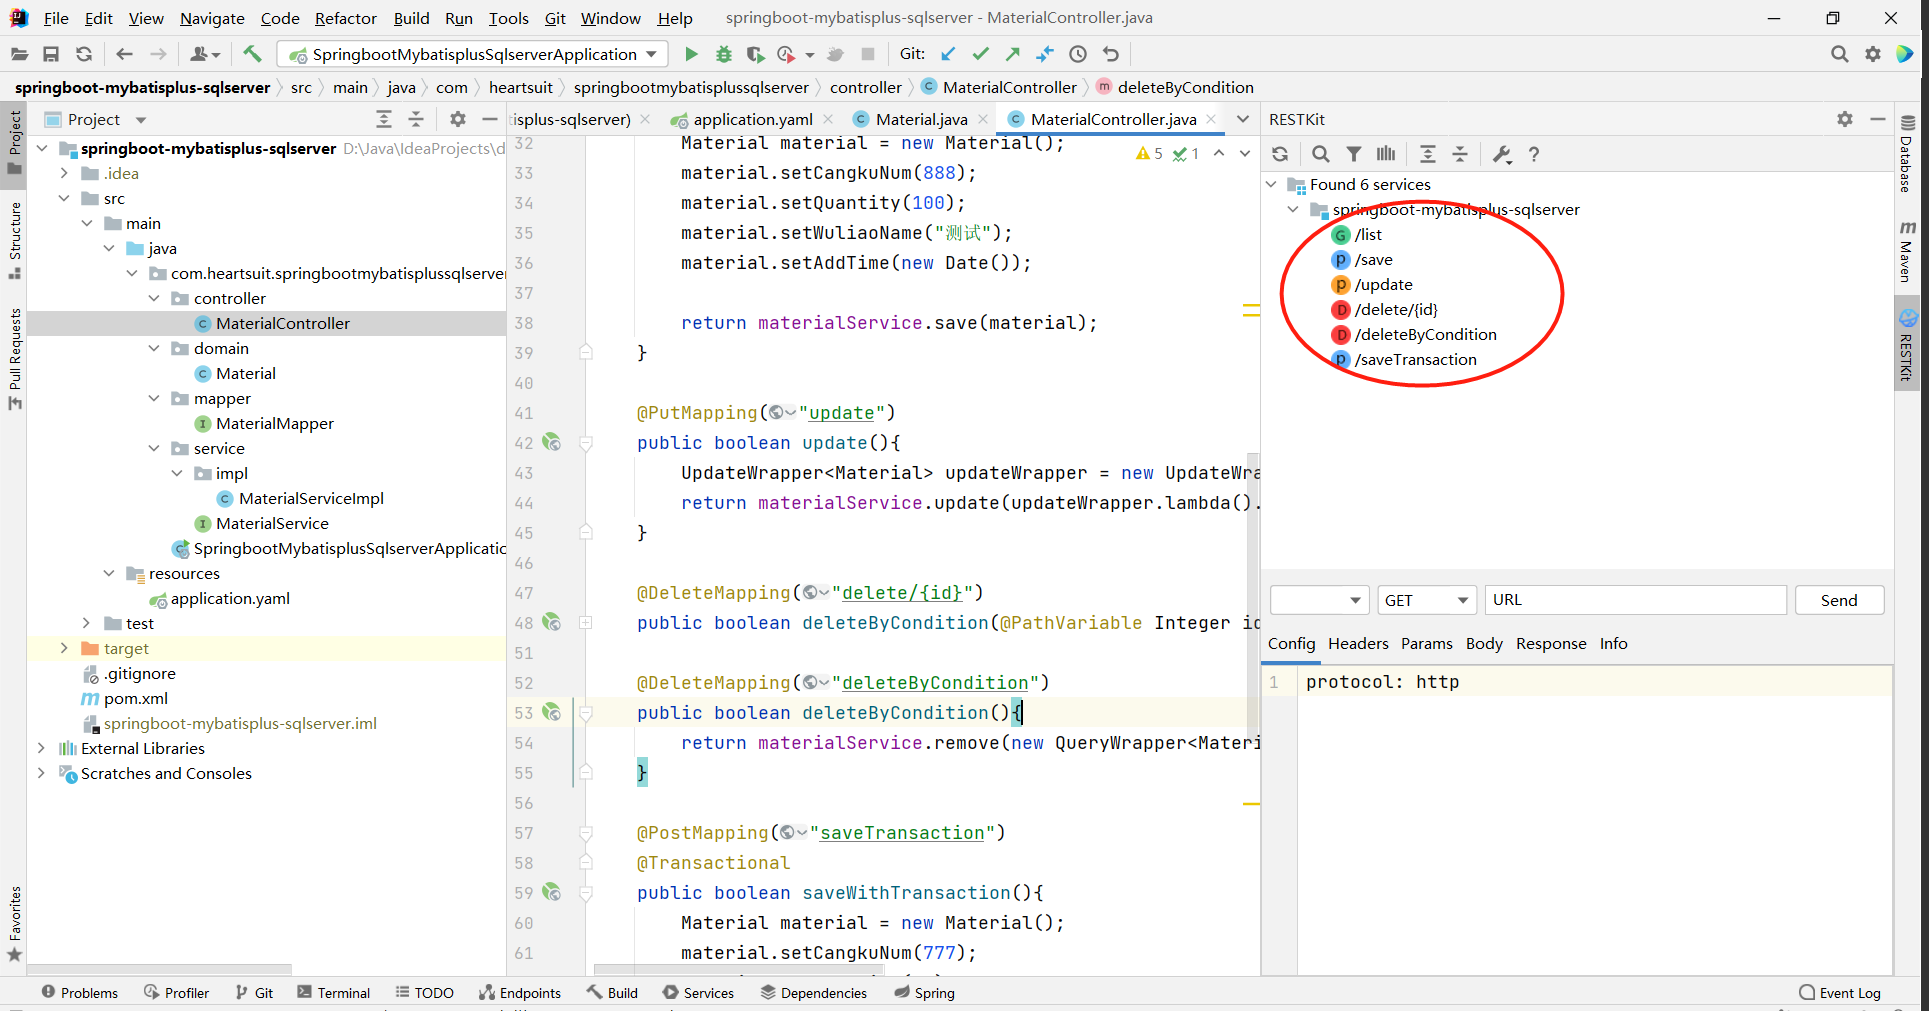 File Edit View Navigate Code Refactor Build Run Tools Git Window Help springboot-mybatisplus-sqlserver - MaterialController.java
SpringbootMybatisplusSqlserverApplication Git:
springboot-mybatisplus-sqlserver src main java com heartsuit springbootmybatisplussqlserver controller C MaterialController m deleteByCondition
Project
Structure
Pull Requests
Favorites
Project
springboot-mybatisplus-sqlserver D:\Java\IdeaProjects\d
.idea
src
main
java
com.heartsuit.springbootmybatisplussqlserver
controller
C MaterialController
domain
C Material
mapper
I MaterialMapper
service
impl
C MaterialServiceImpl
I MaterialService
SpringbootMybatisplusSqlserverApplicatio
resources
application.yaml
test
target
.gitignore
m pom.xml
springboot-mybatisplus-sqlserver.iml
External Libraries
Scratches and Consoles
tisplus-sqlserver) application.yaml C Material.java C MaterialController.java
5 1
32 Material material = new Material();
33 material.setCangkuNum(888);
34 material.setQuantity(100);
35 material.setWuliaoName("测试");
36 material.setAddTime(new Date());
37
38 return materialService.save(material);
39 }
40
41 @PutMapping("update")
42 public boolean update(){
43 UpdateWrapper<Material> updateWrapper = new UpdateWra
44 return materialService.update(updateWrapper.lambda().
45 }
46
47 @DeleteMapping("delete/{id}")
48 public boolean deleteByCondition(@PathVariable Integer id
51
52 @DeleteMapping("deleteByCondition")
53 public boolean deleteByCondition(){
54 return materialService.remove(new QueryWrapper<Materi
55 }
56
57 @PostMapping("saveTransaction")
58 @Transactional
59 public boolean saveWithTransaction(){
60 Material material = new Material();
61 material.setCangkuNum(777);
RESTKit
?
Found 6 services
springboot-mybatisplus-sqlserver
G /list
p /save
p /update
D /delete/{id}
D /deleteByCondition
p /saveTransaction
GET URL Send
Config Headers Params Body Response Info
1 protocol: http
Database
m Maven
RESTKit
Problems Profiler Git Terminal TODO Endpoints Build Services Dependencies Spring Event Log